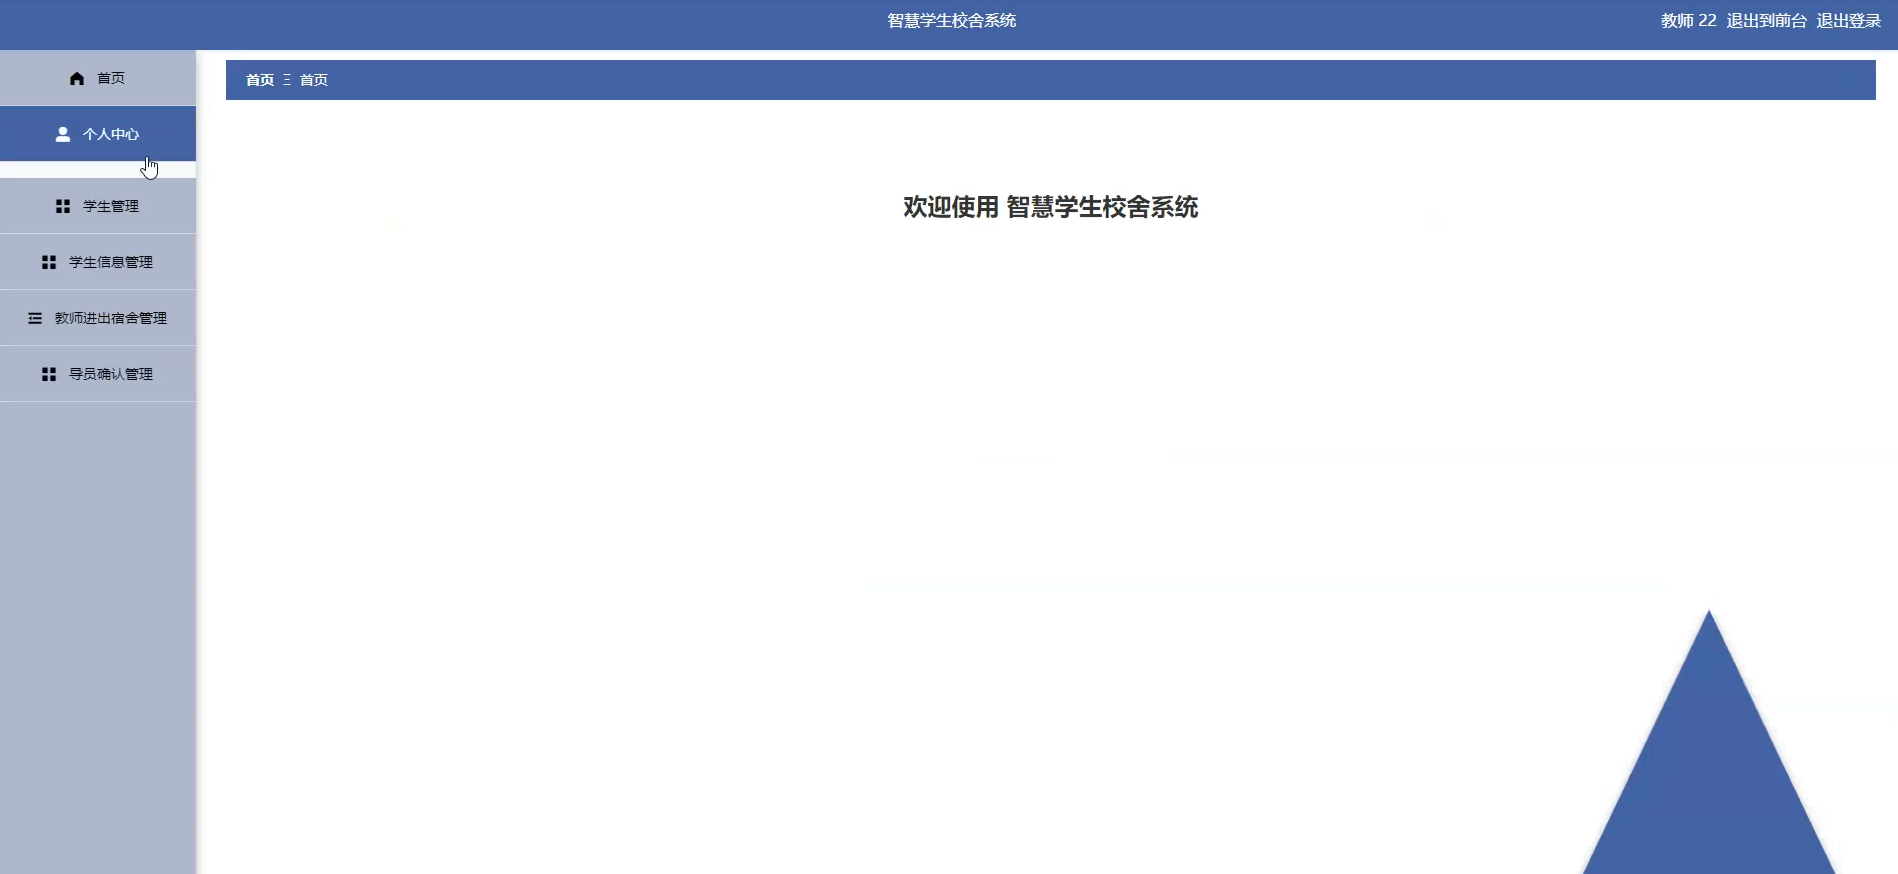 智慧学生校舍系统
教师 22 退出到前台 退出登录
首页
个人中心
学生管理
学生信息管理
教师进出宿舍管理
导员确认管理
首页 Ξ 首页
欢迎使用 智慧学生校舍系统